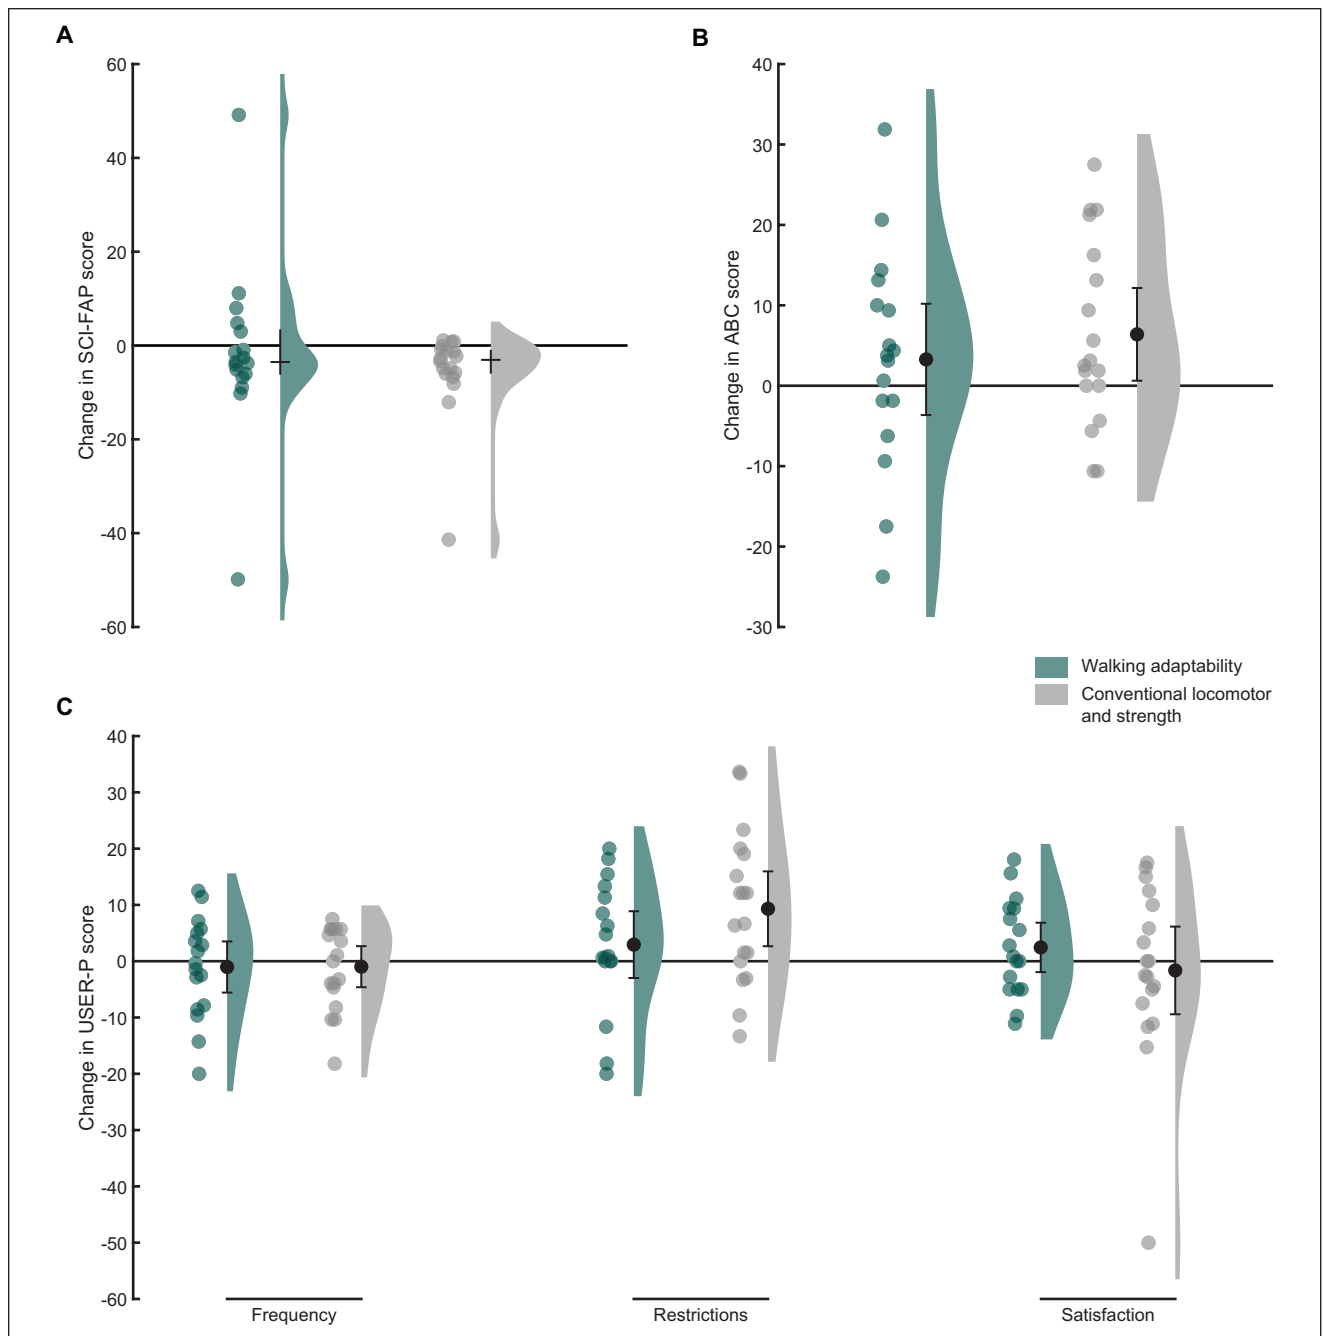 A
60
40
20
0
-20
-40
-60
Change in SCI-FAP score
B
40
30
20
10
0
-10
-20
-30
Change in ABC score
Walking adaptability
Conventional locomotor
and strength
C
40
30
20
10
0
-10
-20
-30
-40
-50
-60
Change in USER-P score
Frequency
Restrictions
Satisfaction